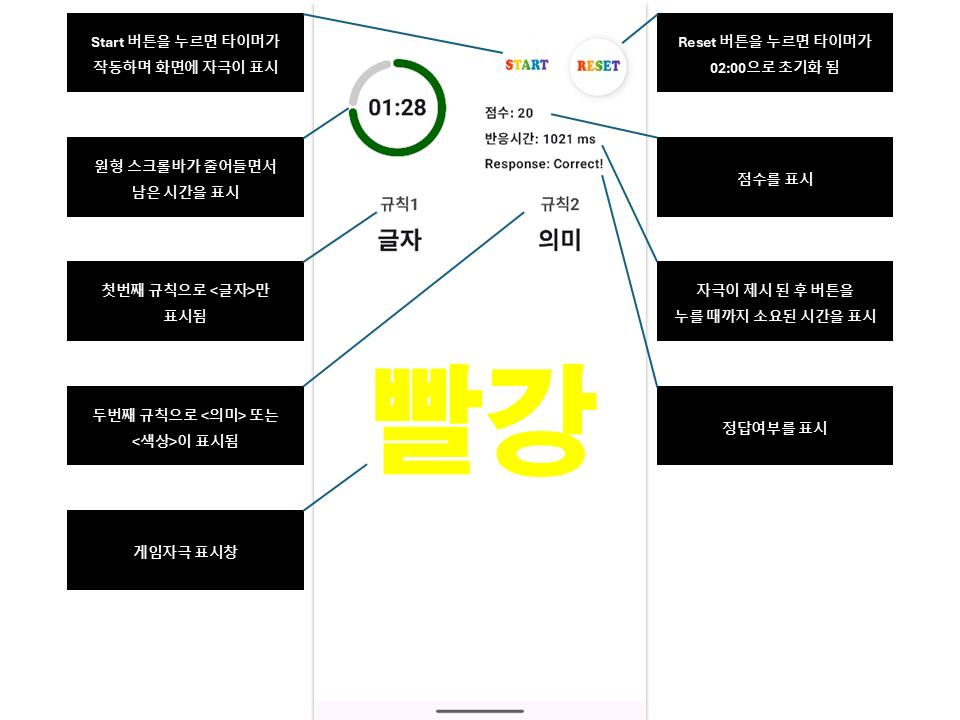 Start 버튼을 누르면 타이머가
작동하며 화면에 자극이 표시
원형 스크롤바가 줄어들면서
남은 시간을 표시
첫번째 규칙으로 <글자>만
표시됨
두번째 규칙으로 <의미> 또는
<색상>이 표시됨
게임자극 표시창
START
RESET
01:28
점수: 20
반응시간: 1021 ms
Response: Correct!
규칙1
규칙2
글자
의미
빨강
Reset 버튼을 누르면 타이머가
02:00으로 초기화 됨
점수를 표시
자극이 제시 된 후 버튼을
누를 때까지 소요된 시간을 표시
정답여부를 표시